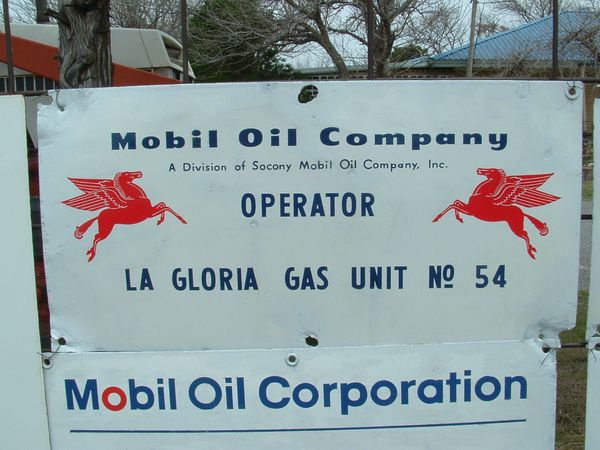 Mobil Oil Company
A Division of Socony Mobil Oil Company, Inc.
OPERATOR
LA GLORIA GAS UNIT Nº 54
Mobil Oil Corporation